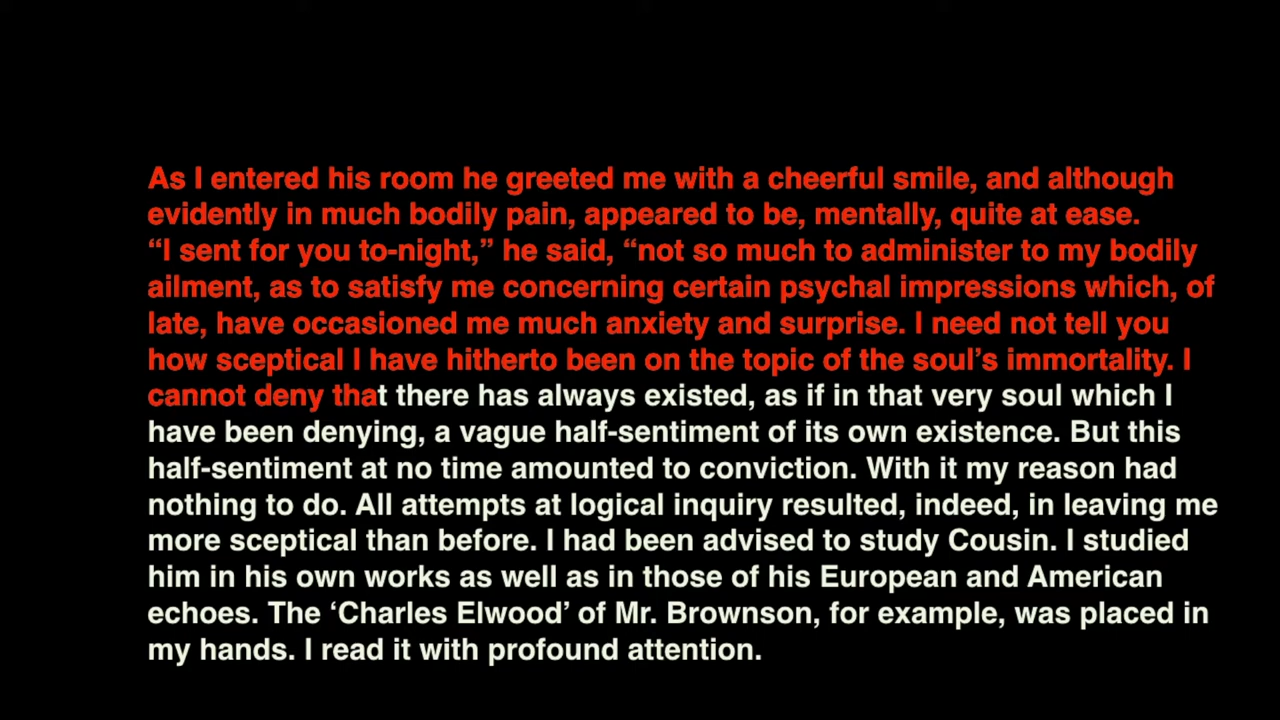 As I entered his room he greeted me with a cheerful smile, and although
evidently in much bodily pain, appeared to be, mentally, quite at ease.
“I sent for you to-night,” he said, “not so much to administer to my bodily
ailment, as to satisfy me concerning certain psychal impressions which, of
late, have occasioned me much anxiety and surprise. I need not tell you
how sceptical I have hitherto been on the topic of the soul’s immortality. I
cannot deny that there has always existed, as if in that very soul which I
have been denying, a vague half-sentiment of its own existence. But this
half-sentiment at no time amounted to conviction. With it my reason had
nothing to do. All attempts at logical inquiry resulted, indeed, in leaving me
more sceptical than before. I had been advised to study Cousin. I studied
him in his own works as well as in those of his European and American
echoes. The ‘Charles Elwood’ of Mr. Brownson, for example, was placed in
my hands. I read it with profound attention.